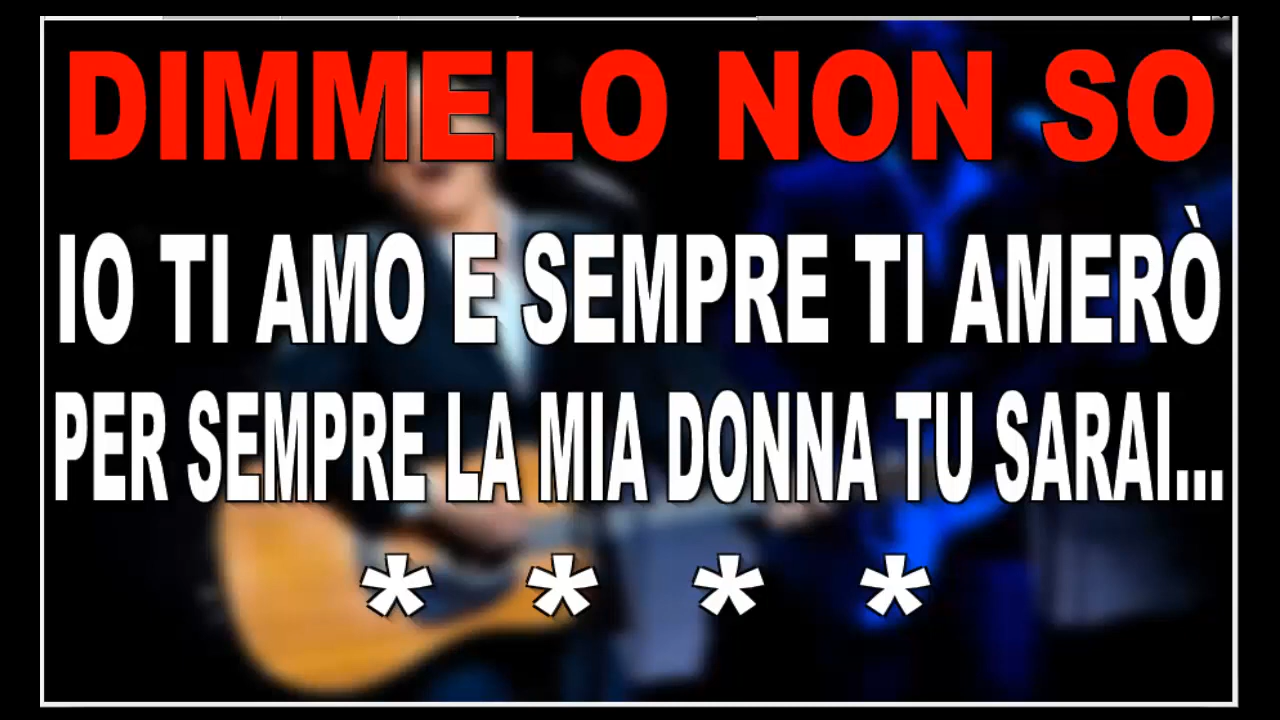 DIMMELO NON SO
IO TI AMO E SEMPRE TI AMERÒ
PER SEMPRE LA MIA DONNA TU SARAI...
* * * *